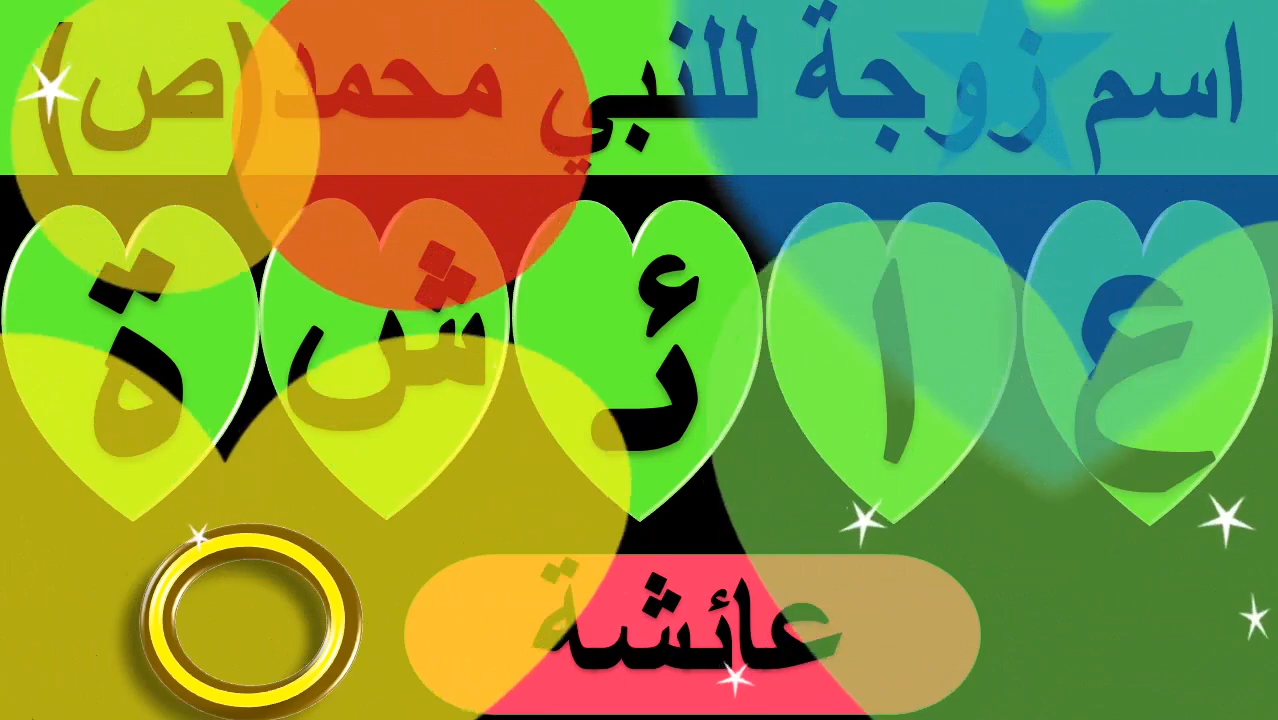 اسم زوجة للنبي محمد (ص)
ع ا ئ ش ة
عائشة